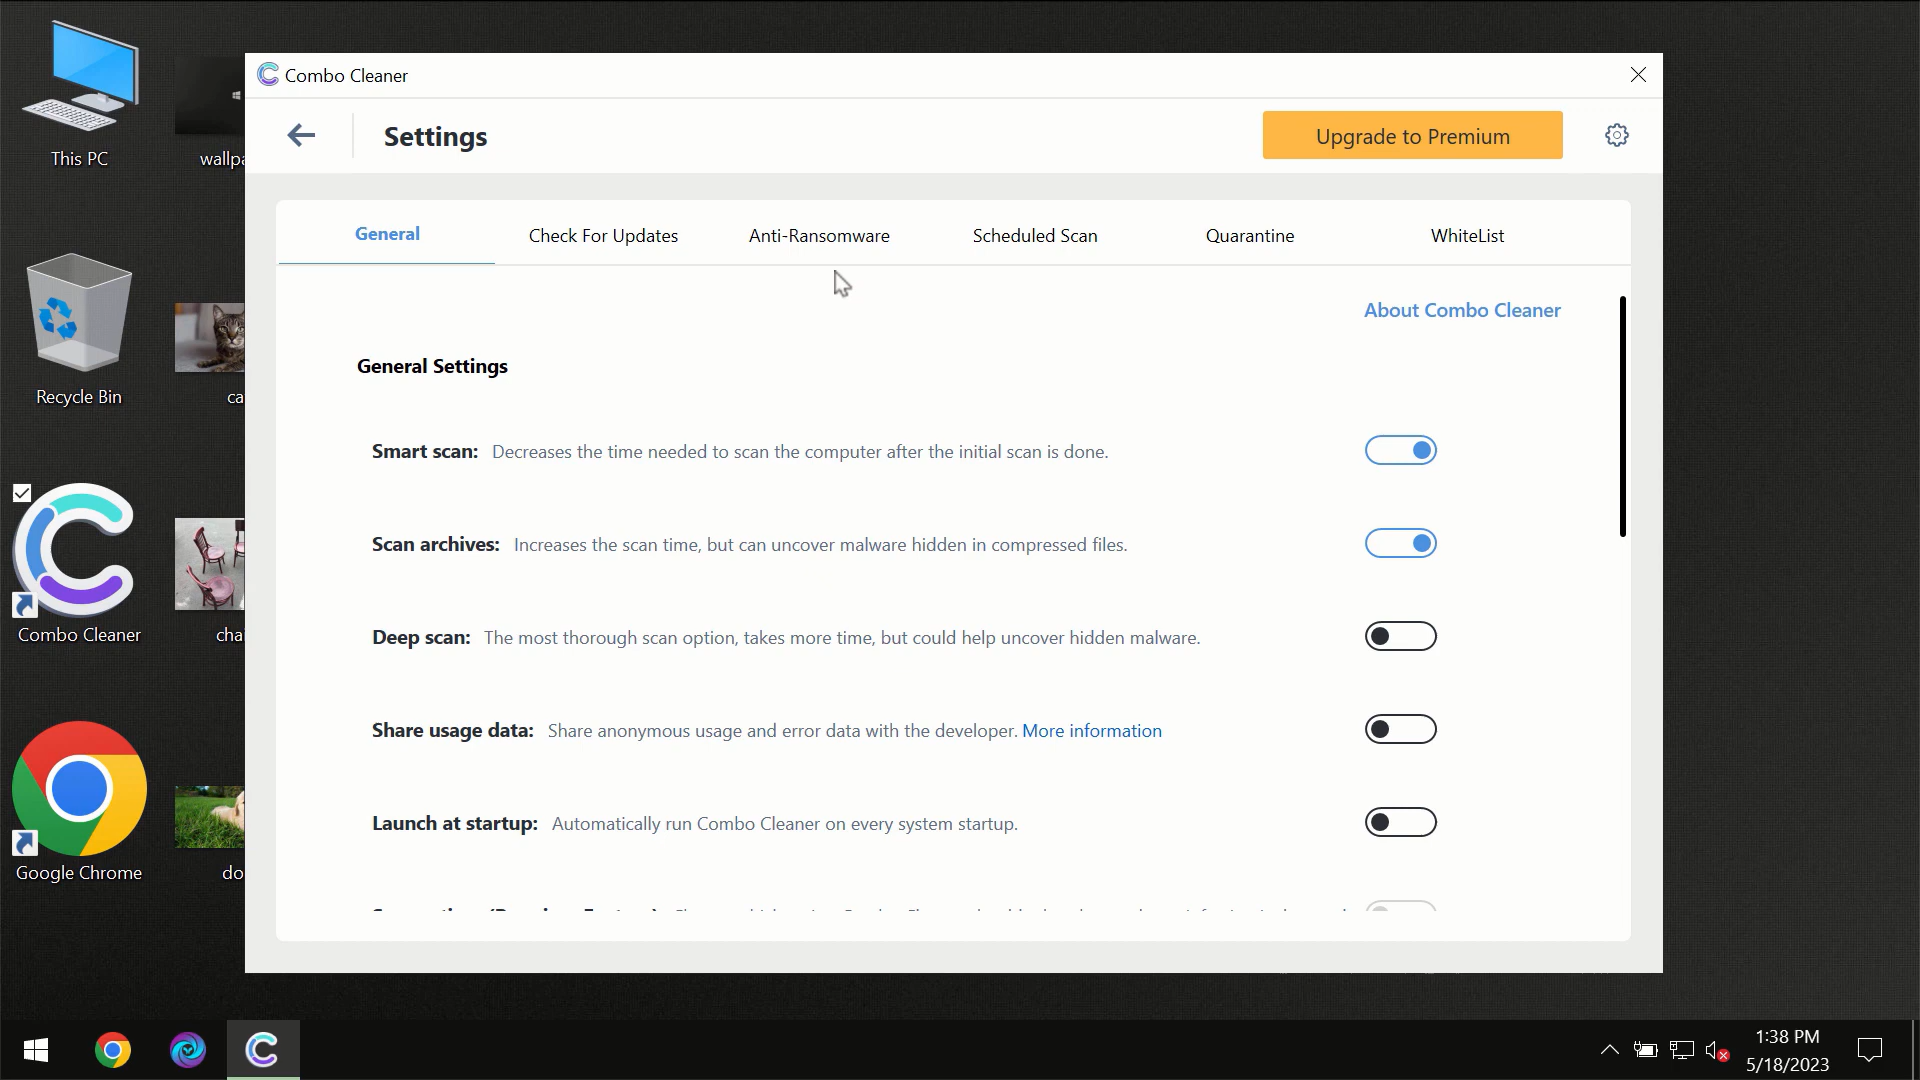 This PC
Recycle Bin
Combo Cleaner
Google Chrome
Combo Cleaner
Settings
Upgrade to Premium
General
Check For Updates
Anti-Ransomware
Scheduled Scan
Quarantine
WhiteList
About Combo Cleaner
General Settings
Smart scan: Decreases the time needed to scan the computer after the initial scan is done.
Scan archives: Increases the scan time, but can uncover malware hidden in compressed files.
Deep scan: The most thorough scan option, takes more time, but could help uncover hidden malware.
Share usage data: Share anonymous usage and error data with the developer. More information
Launch at startup: Automatically run Combo Cleaner on every system startup.
1:38 PM
5/18/2023